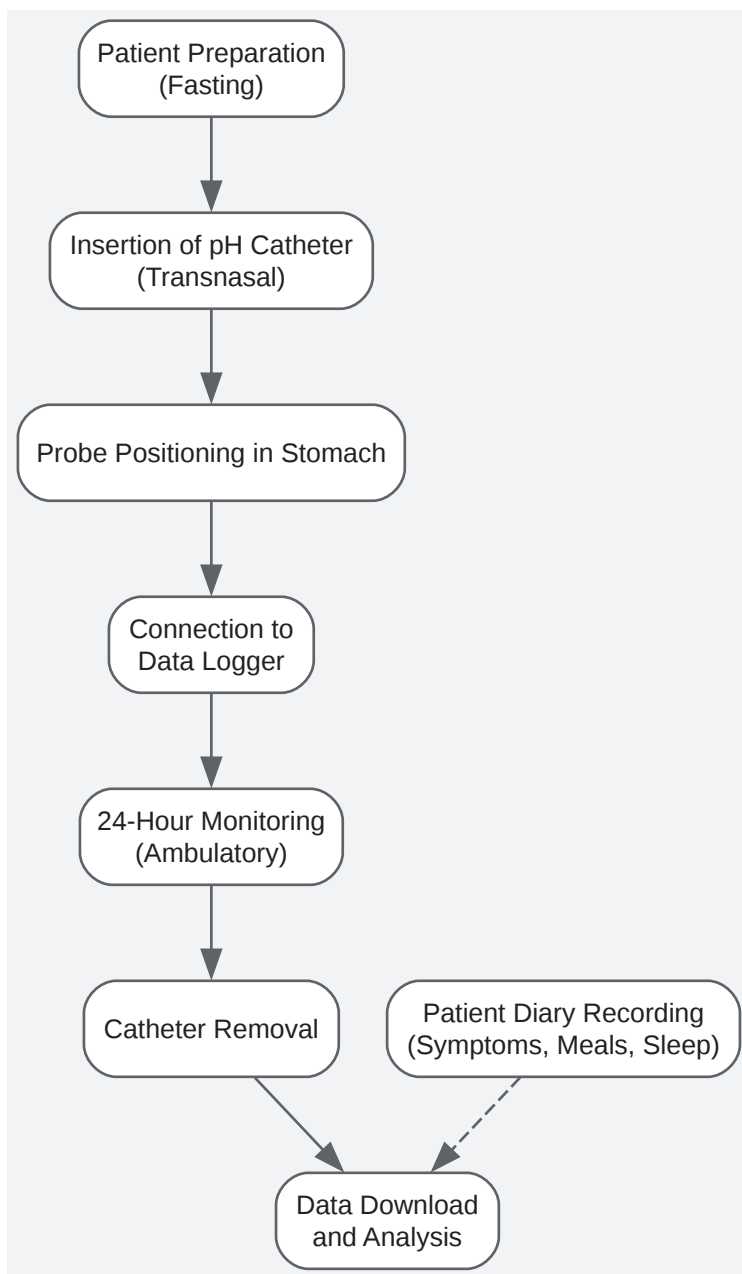 Patient Preparation
(Fasting)
Insertion of pH Catheter
(Transnasal)
Probe Positioning in Stomach
Connection to
Data Logger
24-Hour Monitoring
(Ambulatory)
Catheter Removal
Patient Diary Recording
(Symptoms, Meals, Sleep)
Data Download
and Analysis